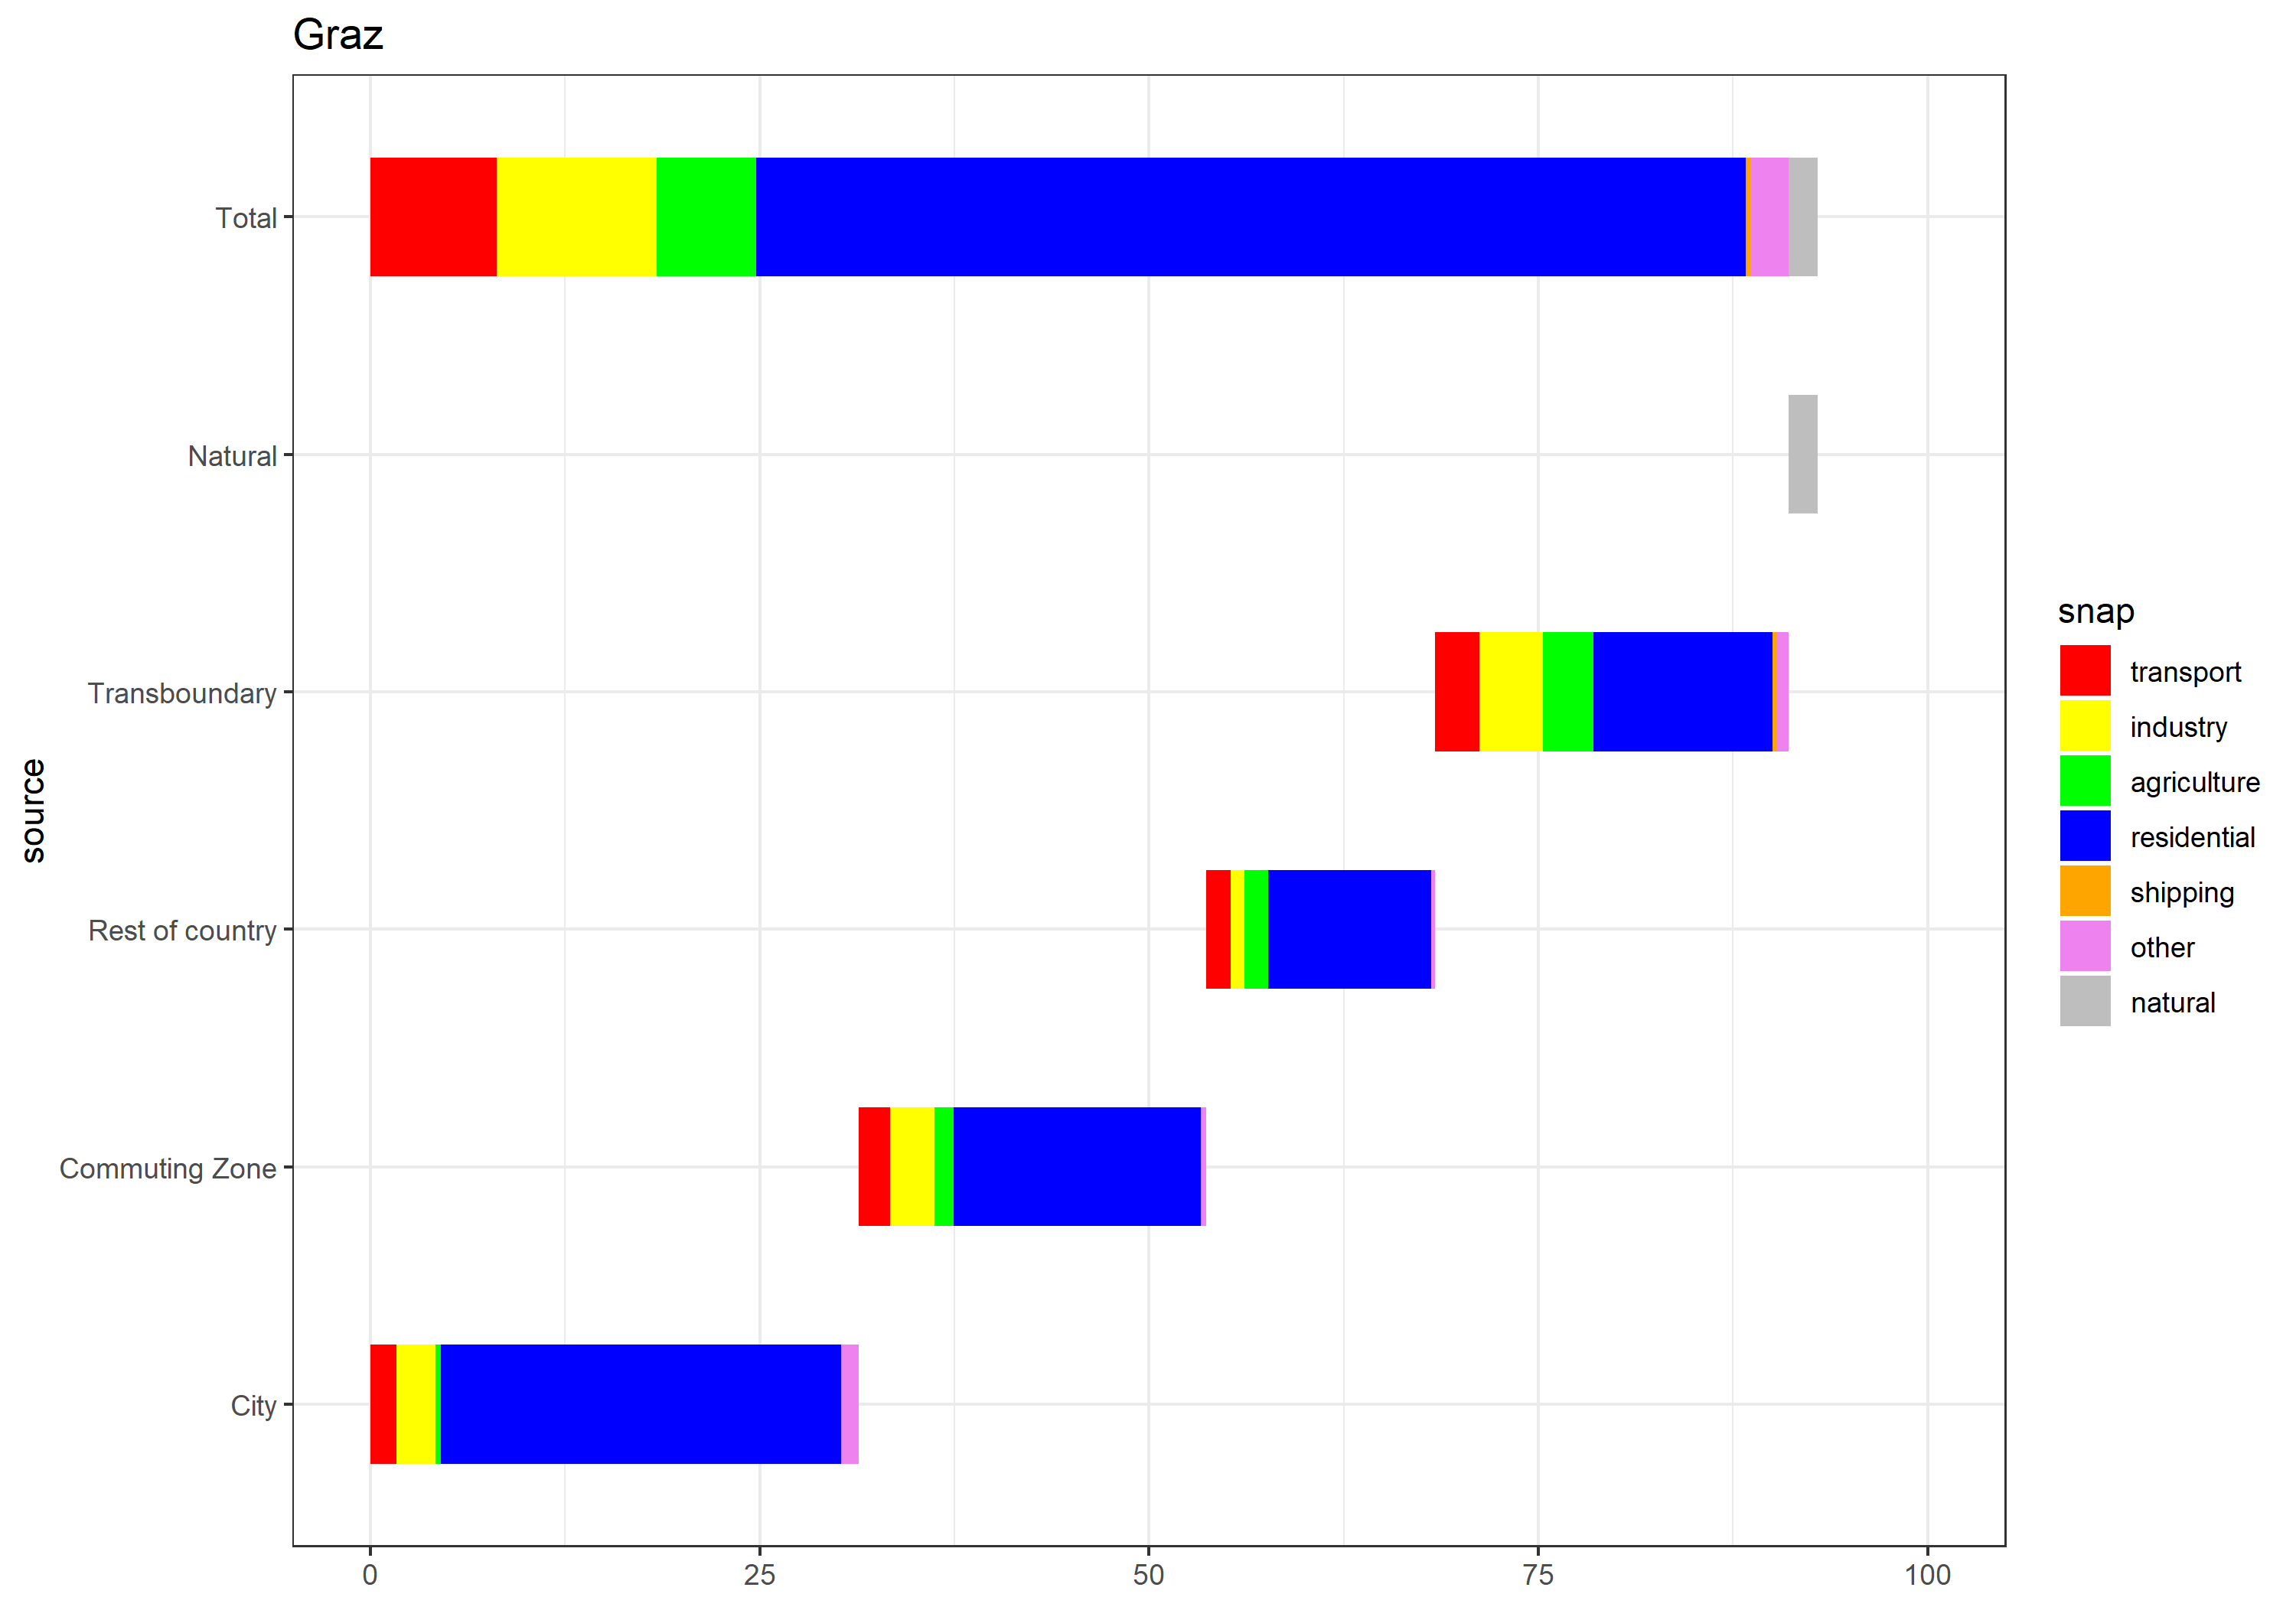 Graz
Total
Natural
Transboundary
Rest of country
Commuting Zone
City
source
0 25 50 75 100
snap
transport
industry
agriculture
residential
shipping
other
natural